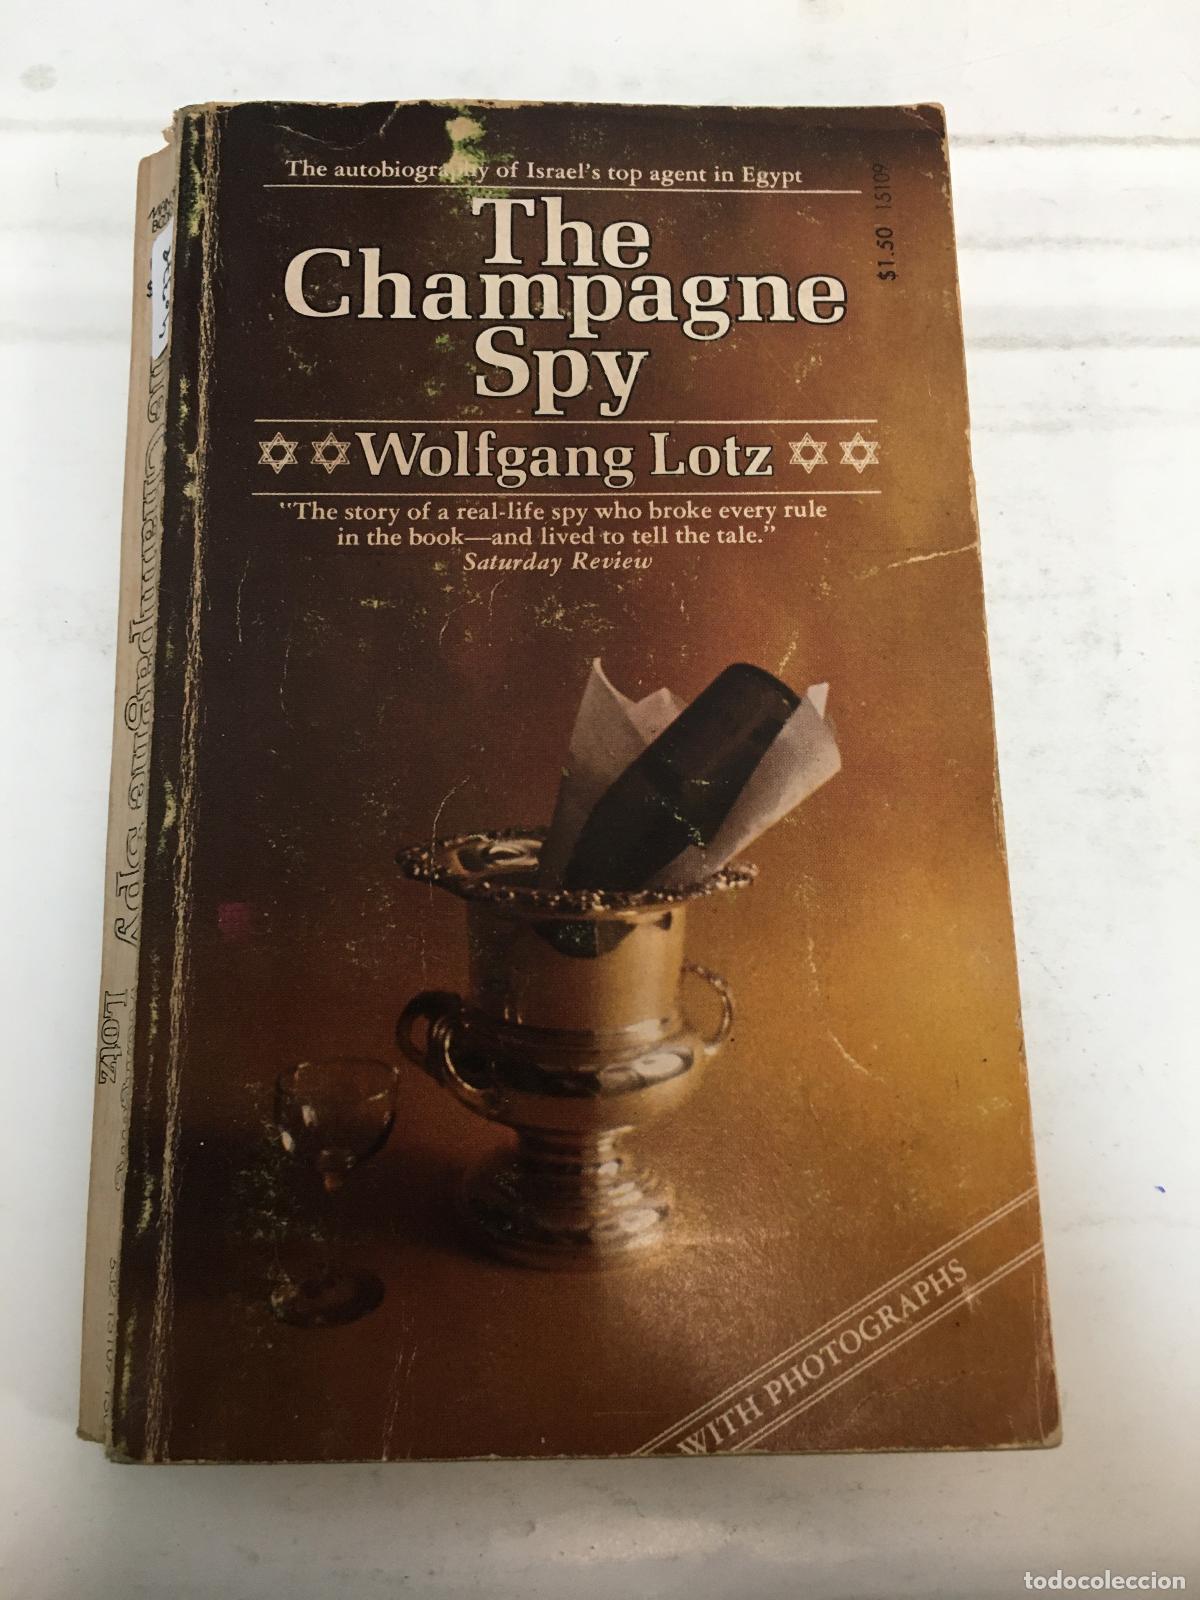 The autobiography of Israel's top agent in Egypt
The
Champagne
Spy
Wolfgang Lotz
"The story of a real-life spy who broke every rule
in the book—and lived to tell the tale."
Saturday Review
$1.50 15109
WITH PHOTOGRAPHS
Champagne Spy
Lotz
todocoleccion